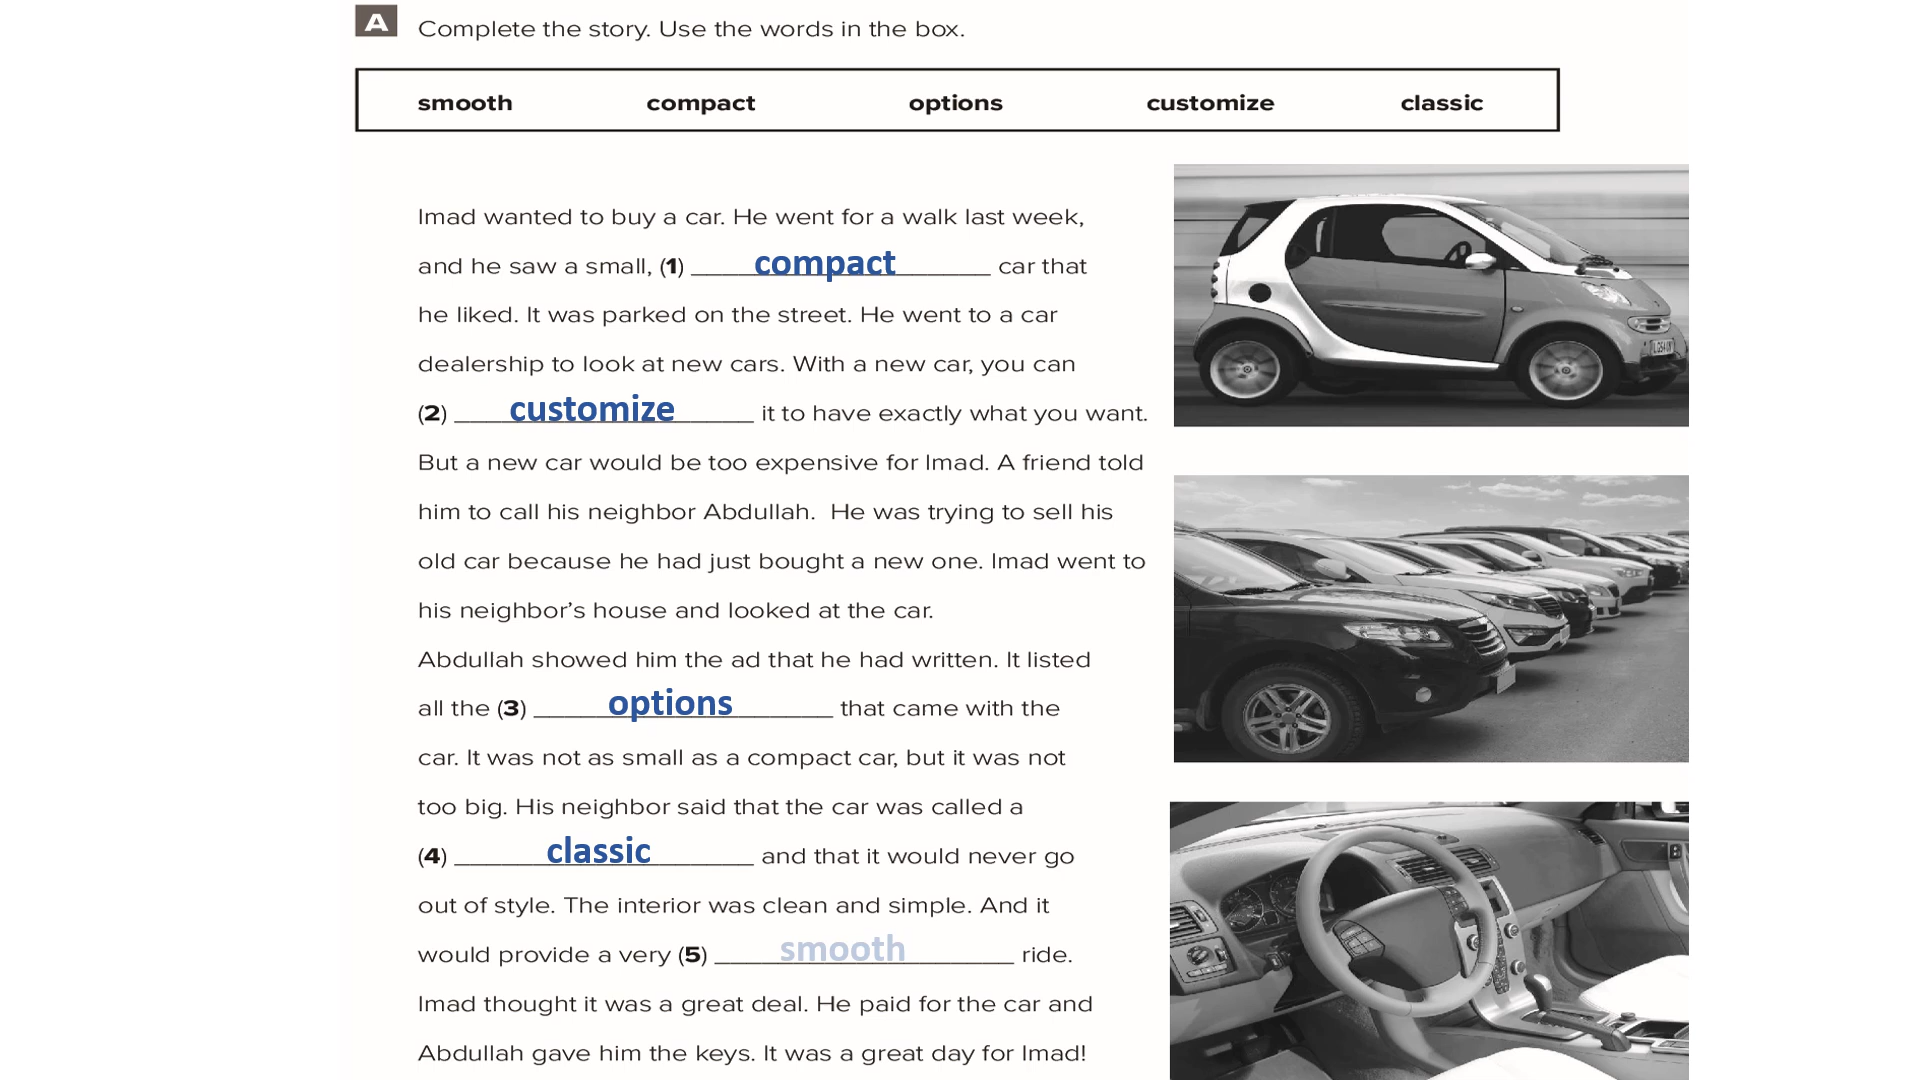 A Complete the story. Use the words in the box.
smooth compact options customize classic
Imad wanted to buy a car. He went for a walk last week,
and he saw a small, (1) compact car that
he liked. It was parked on the street. He went to a car
dealership to look at new cars. With a new car, you can
(2) customize it to have exactly what you want.
But a new car would be too expensive for Imad. A friend told
him to call his neighbor Abdullah. He was trying to sell his
old car because he had just bought a new one. Imad went to
his neighbor’s house and looked at the car.
Abdullah showed him the ad that he had written. It listed
all the (3) options that came with the
car. It was not as small as a compact car, but it was not
too big. His neighbor said that the car was called a
(4) classic and that it would never go
out of style. The interior was clean and simple. And it
would provide a very (5) smooth ride.
Imad thought it was a great deal. He paid for the car and
Abdullah gave him the keys. It was a great day for Imad!